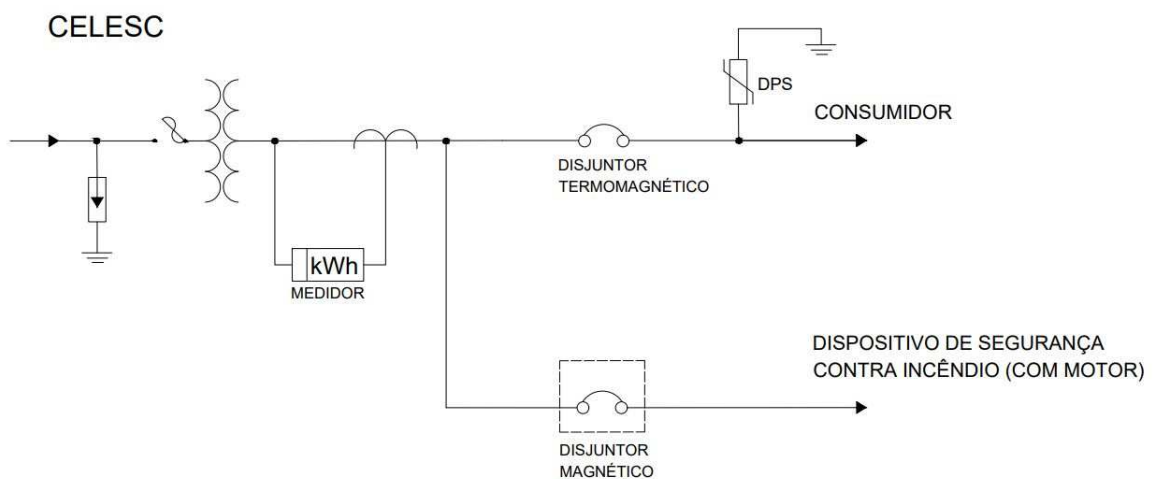 CELESC
DPS
CONSUMIDOR
DISJUNTOR
TERMOMAGNÉTICO
kWh
MEDIDOR
DISPOSITIVO DE SEGURANÇA
CONTRA INCÊNDIO (COM MOTOR)
DISJUNTOR
MAGNÉTICO